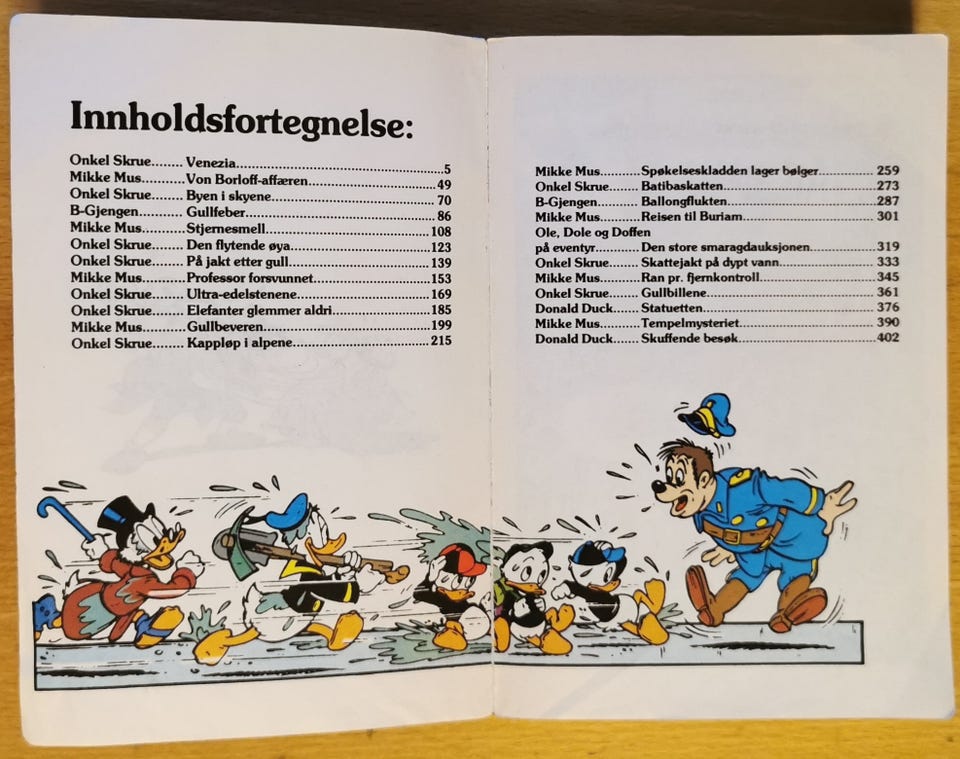 Innholdsfortegnelse:
Onkel Skrue........ Venezia..........................................................5
Mikke Mus........ Von Borloff-affæren....................................49
Onkel Skrue........ Byen i skyene..............................................70
B-Gjengen.......... Gullfeber......................................................86
Mikke Mus........ Stjernesmell................................................108
Onkel Skrue........ Den flytende øya........................................123
Onkel Skrue........ På jakt etter gull.........................................139
Mikke Mus.......... Professor forsvunnet..................................153
Onkel Skrue........ Ultra-edelstenene.......................................169
Onkel Skrue........ Elefanter glemmer aldri............................185
Mikke Mus.......... Gullbeveren................................................199
Onkel Skrue........ Kappløp i alpene........................................215
Mikke Mus.......... Spøkelseskladden lager bølger................259
Onkel Skrue........ Batibaskatten..........................................273
B-Gjengen.......... Ballongflukten.........................................287
Mikke Mus.......... Reisen til Buriam.....................................301
Ole, Dole og Doffen
på eventyr.......... Den store smaragdauksjonen..................319
Onkel Skrue........ Skattejakt på dypt vann...........................333
Mikke Mus.......... Ran pr. fjernkontroll................................345
Onkel Skrue........ Gullbillene...............................................361
Donald Duck....... Statuetten................................................376
Mikke Mus.......... Tempelmysteriet......................................390
Donald Duck....... Skuffende besøk......................................402